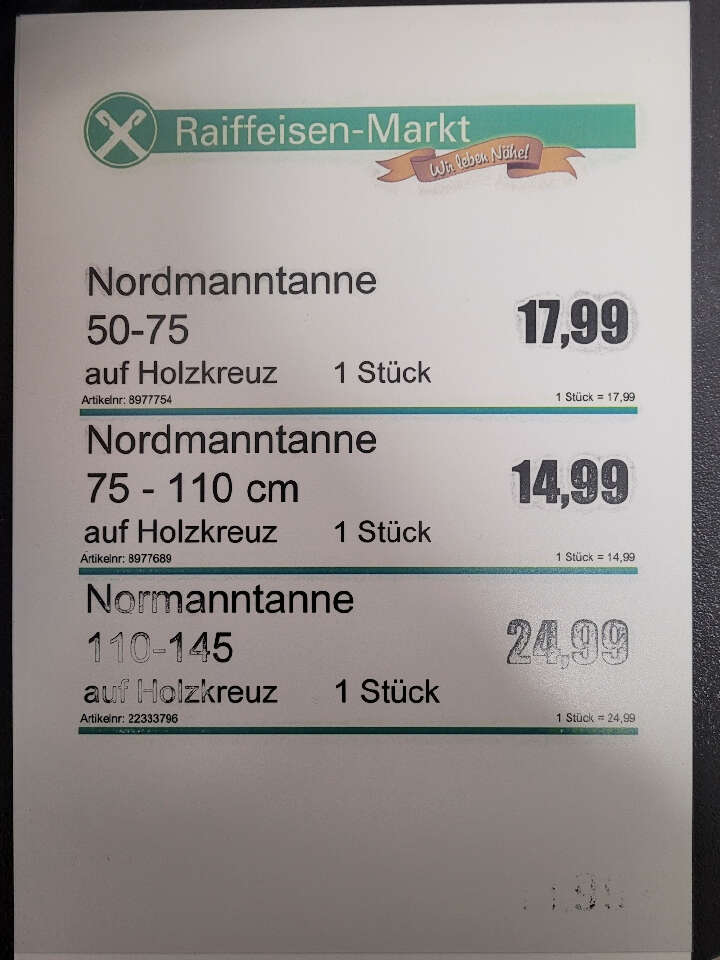 Raiffeisen-Markt
Wir leben Nähe!
Nordmanntanne
50-75
17,99
auf Holzkreuz 1 Stück
Artikelnr: 8977754 1 Stück = 17,99
Nordmanntanne
75 - 110 cm
14,99
auf Holzkreuz 1 Stück
Artikelnr: 8977689 1 Stück = 14,99
Normanntanne
110-145
24,99
auf Holzkreuz 1 Stück
Artikelnr: 22333796 1 Stück = 24,99